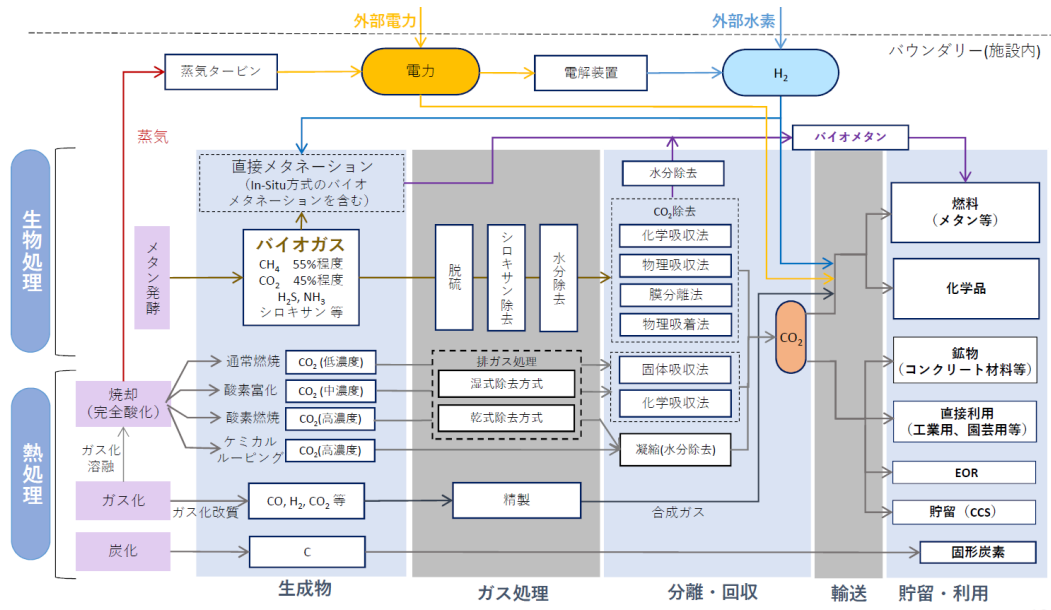 外部電力
外部水素
バウンダリー(施設内)
蒸気タービン
電力
電解装置
H₂
蒸気
バイオメタン
生物処理
直接メタネーション
（In-Situ方式のバイオ
メタネーションを含む）
水分除去
メタン発酵
バイオガス
CH₄ 55%程度
CO₂ 45%程度
H₂S, NH₃
シロキサン 等
脱硫
シロキサン除去
水分除去
CO₂除去
化学吸収法
物理吸収法
膜分離法
物理吸着法
CO₂
燃料
（メタン等）
化学品
鉱物
（コンクリート材料等）
直接利用
（工業用、園芸用等）
EOR
貯留（CCS）
固形炭素
熱処理
焼却
（完全酸化）
通常燃焼
CO₂ (低濃度)
酸素富化
CO₂ (中濃度)
酸素燃焼
CO₂(高濃度)
ケミカル
ルーピング
CO₂(高濃度)
排ガス処理
湿式除去方式
乾式除去方式
固体吸収法
化学吸収法
凝縮(水分除去)
ガス化
溶融
ガス化
ガス化改質
CO, H₂, CO₂ 等
精製
合成ガス
炭化
C
生成物
ガス処理
分離・回収
輸送
貯留・利用